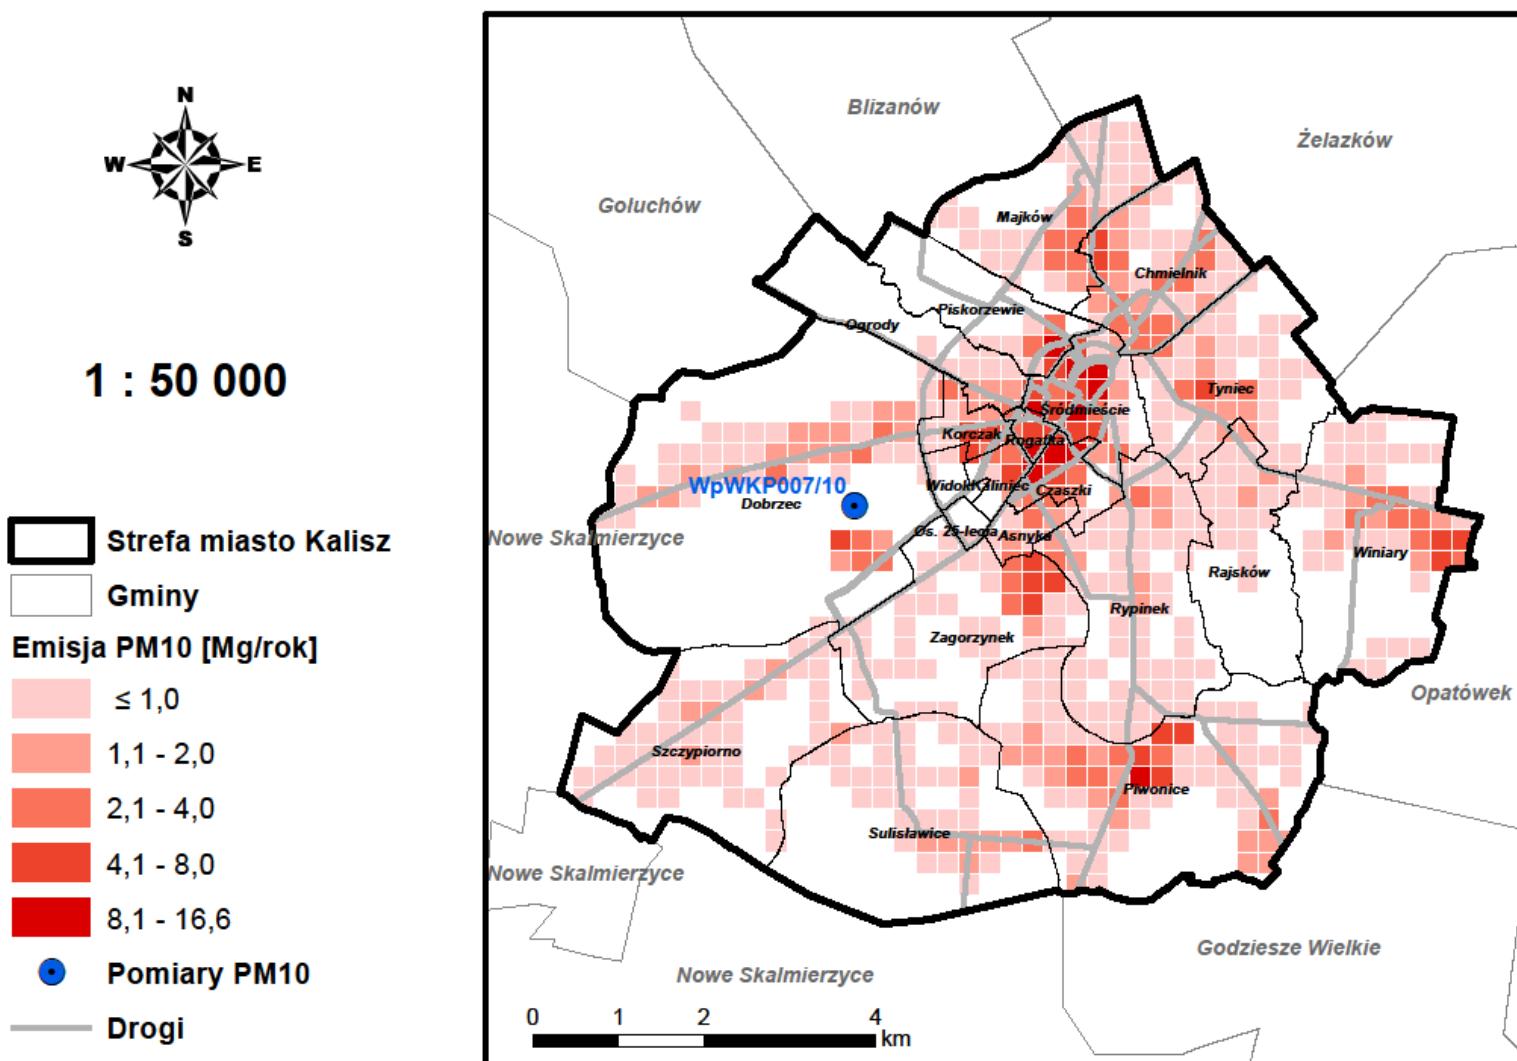 N
W
E
S
1 : 50 000
Strefa miasto Kalisz
Gminy
Emisja PM10 [Mg/rok]
≤ 1,0
1,1 - 2,0
2,1 - 4,0
4,1 - 8,0
8,1 - 16,6
Pomiary PM10
Drogi
Blizanów
Żelazków
Goluchów
Majków
Chmielnik
Piskorzewie
Ogrody
Tyniec
Śródmieście
Korczak
Rogatka
WpWKP007/10
Widok
Kaliniec
Czaszki
Dobrzec
Nowe Skalmierzyce
Os. 25-lecia
Asnyka
Winiary
Rajsków
Rypinek
Zagorzynek
Opatówek
Szczypiorno
Piwonice
Sulisławice
Nowe Skalmierzyce
Godziesze Wielkie
Nowe Skalmierzyce
0 1 2 4
km